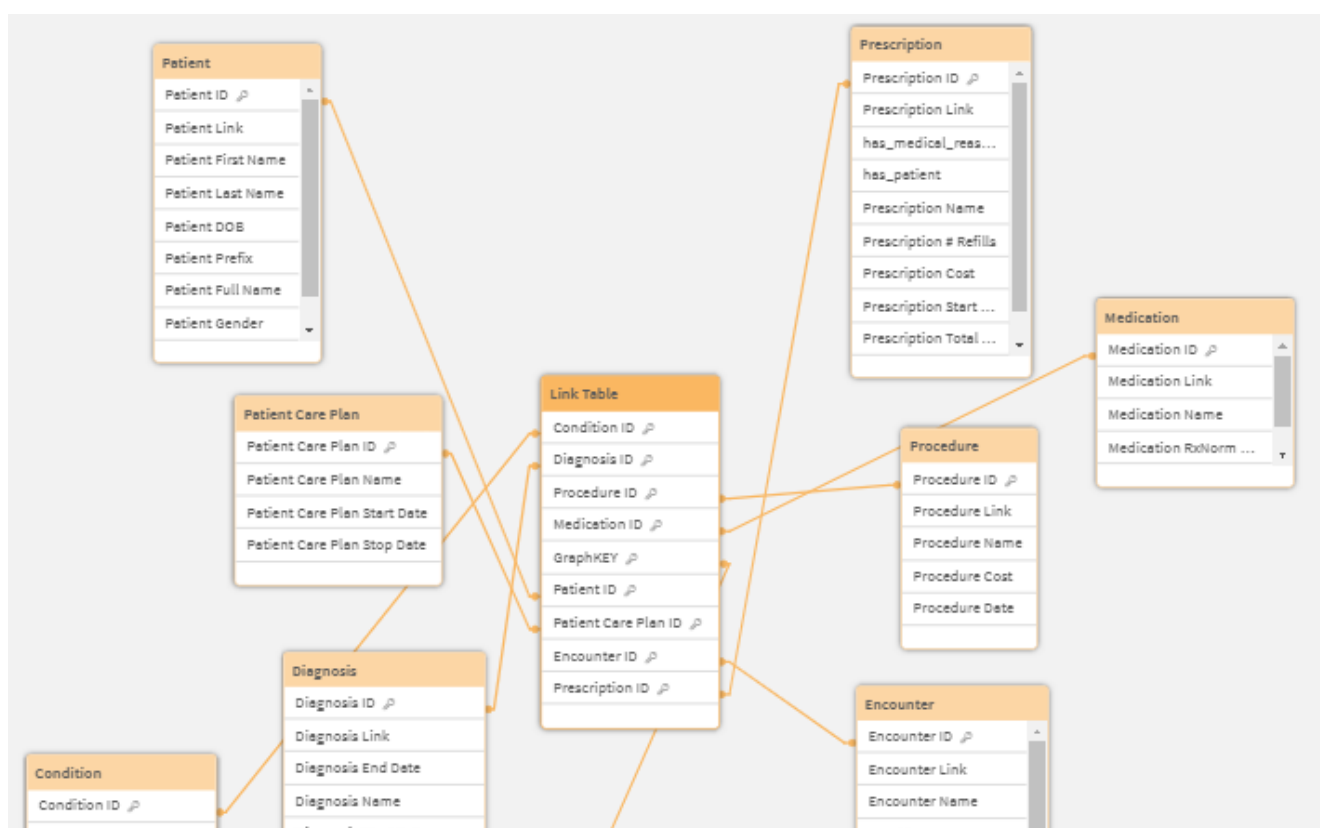 Patient
Patient ID
Patient Link
Patient First Name
Patient Last Name
Patient DOB
Patient Prefix
Patient Full Name
Patient Gender
Prescription
Prescription ID
Prescription Link
has_medical_reas...
has_patient
Prescription Name
Prescription # Refills
Prescription Cost
Prescription Start ...
Prescription Total ...
Medication
Medication ID
Medication Link
Medication Name
Medication RxNorm ...
Patient Care Plan
Patient Care Plan ID
Patient Care Plan Name
Patient Care Plan Start Date
Patient Care Plan Stop Date
Link Table
Condition ID
Diagnosis ID
Procedure ID
Medication ID
GraphKEY
Patient ID
Patient Care Plan ID
Encounter ID
Prescription ID
Procedure
Procedure ID
Procedure Link
Procedure Name
Procedure Cost
Procedure Date
Diagnosis
Diagnosis ID
Diagnosis Link
Diagnosis End Date
Diagnosis Name
Encounter
Encounter ID
Encounter Link
Encounter Name
Condition
Condition ID